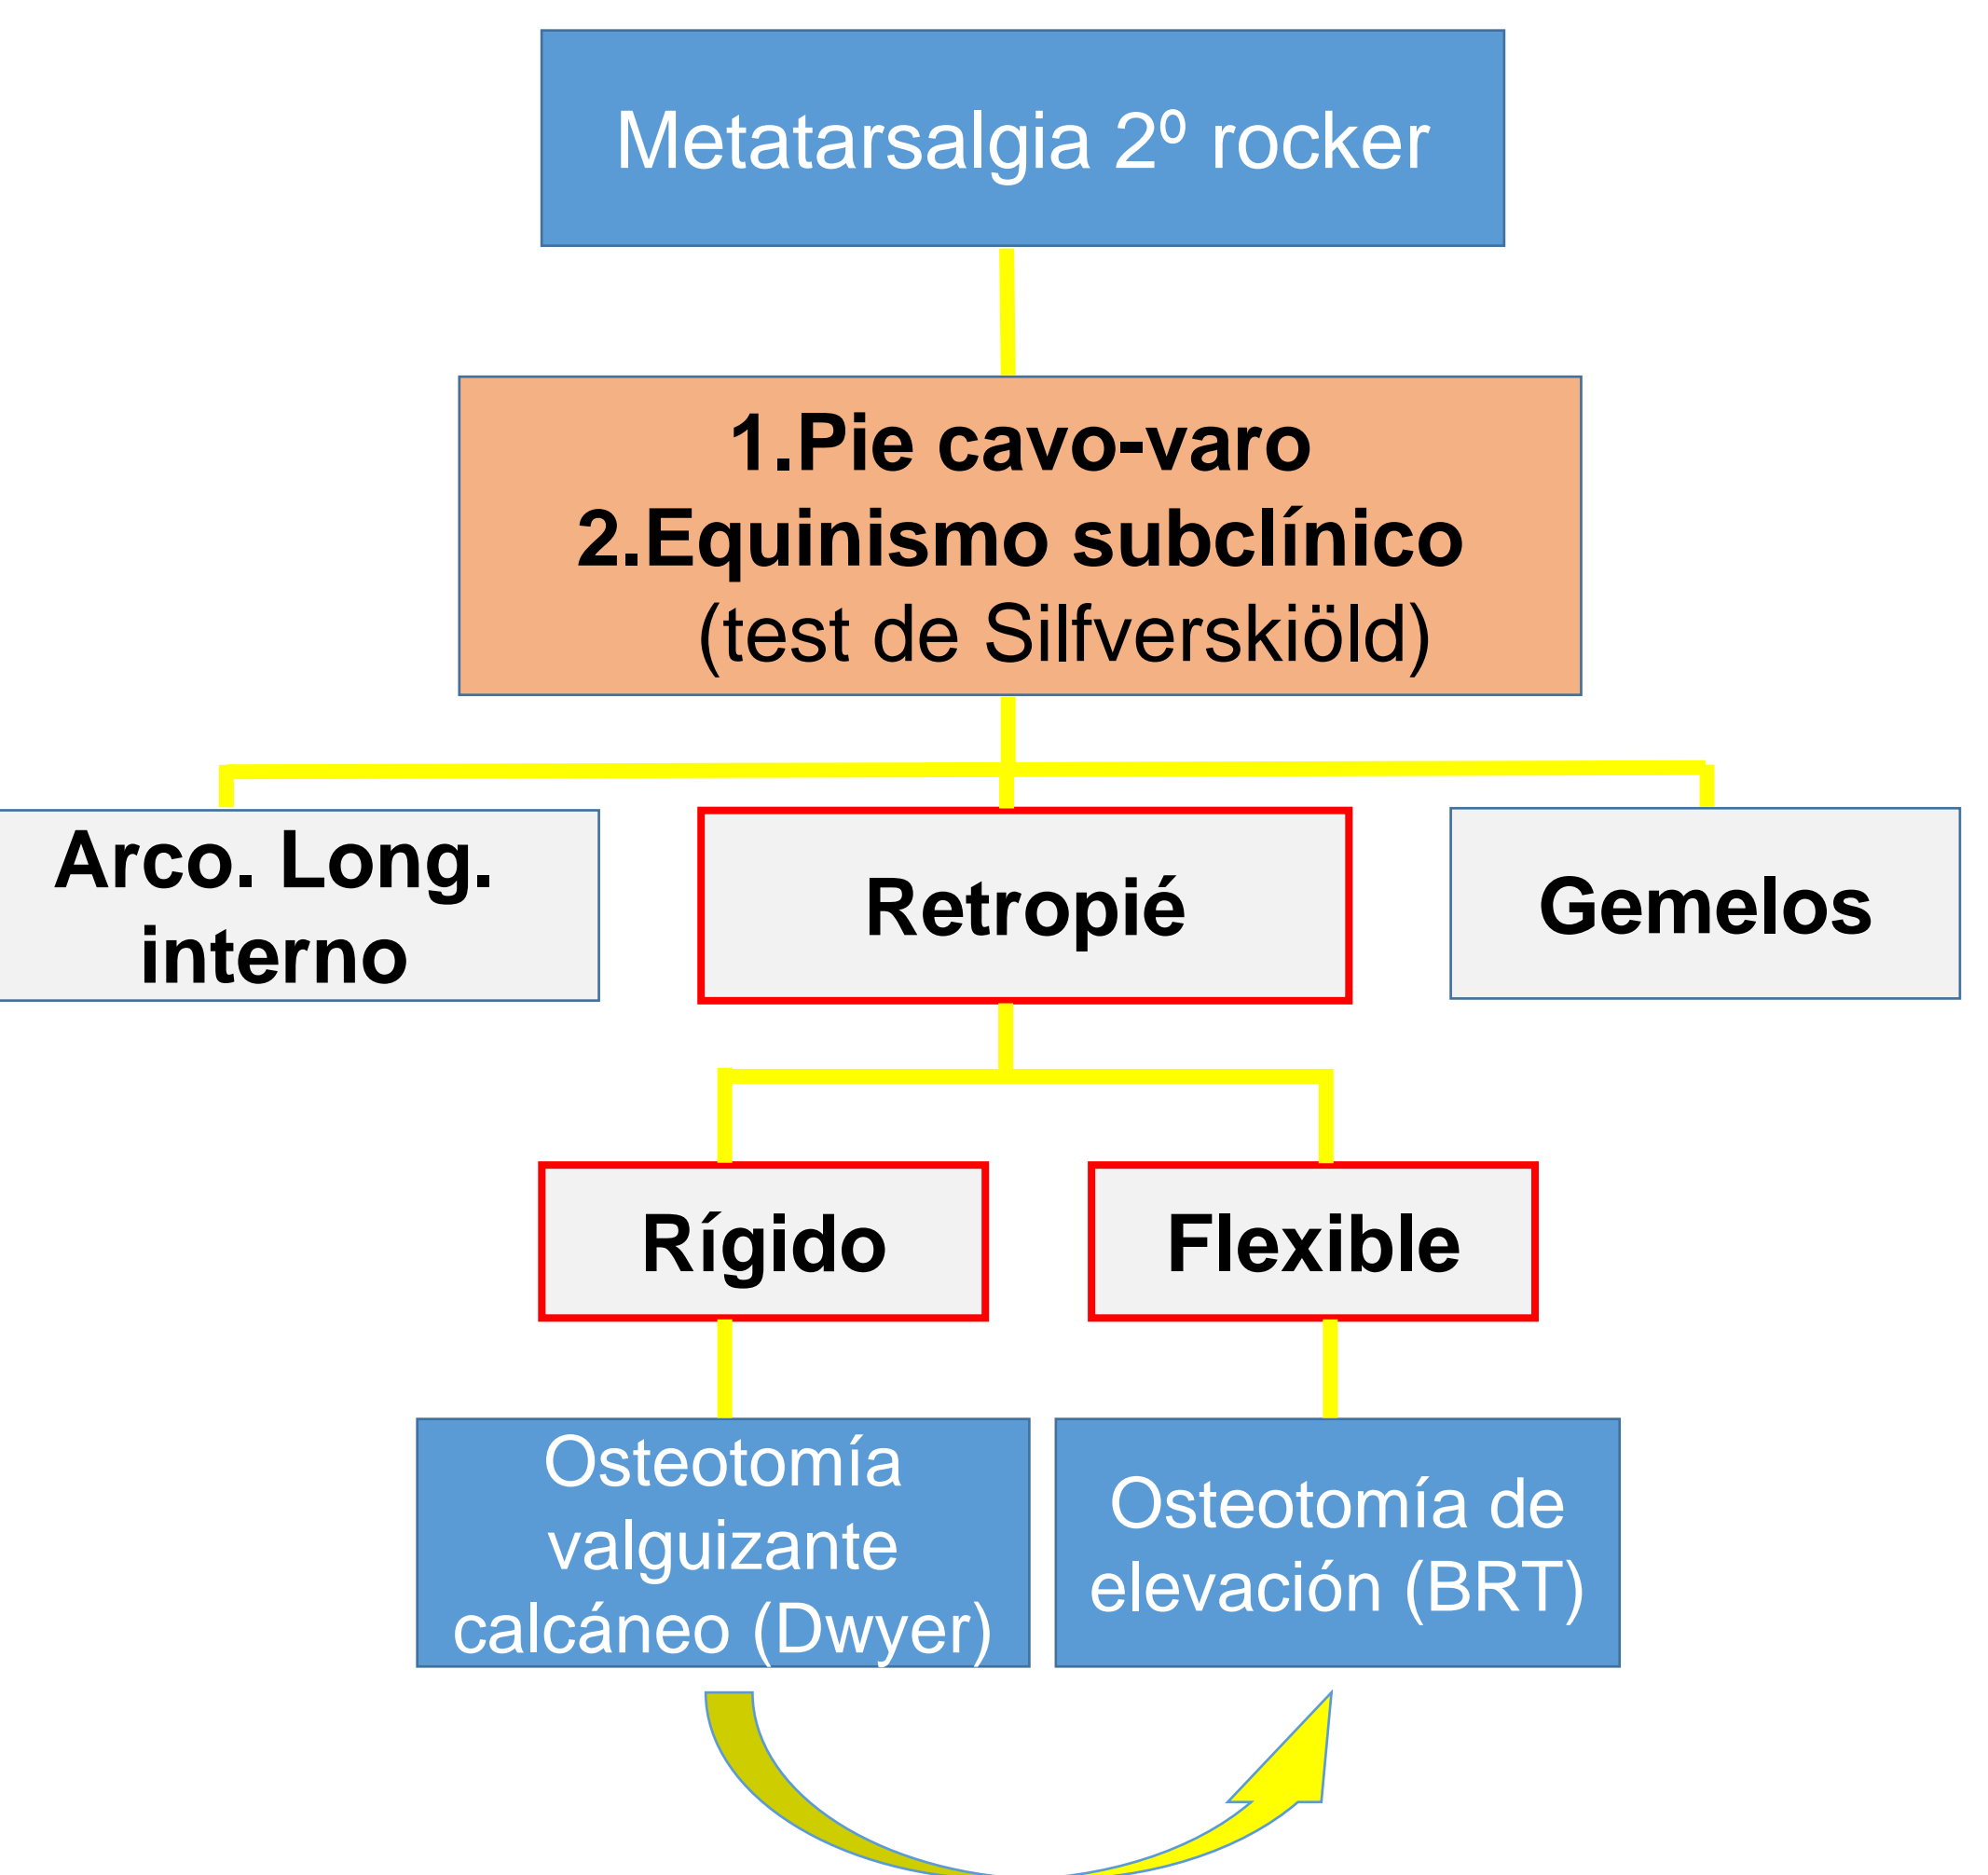 Metatarsalgia 2º rocker
1.Pie cavo-varo
2.Equinismo subclínico
(test de Silfverskiöld)
Arco. Long.
interno
Retropié
Gemelos
Rígido
Flexible
Osteotomía
valguizante
calcáneo (Dwyer)
Osteotomía de
elevación (BRT)